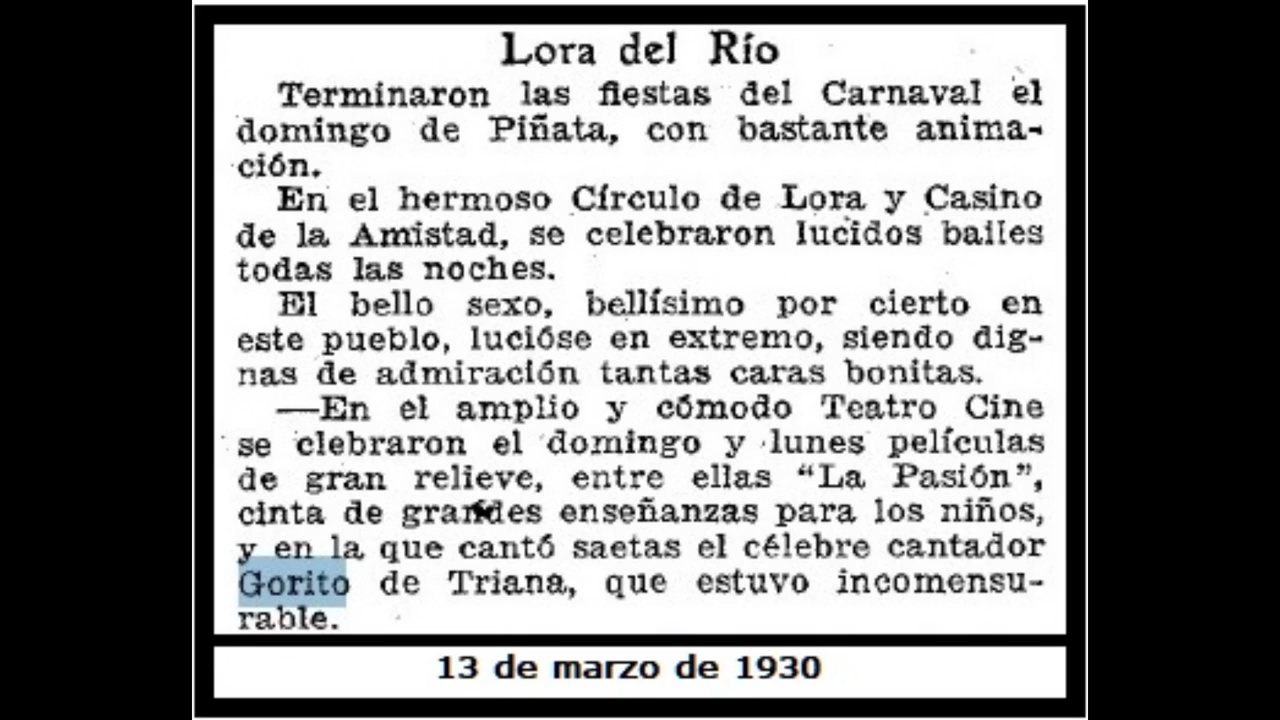 Lora del Río
Terminaron las fiestas del Carnaval el
domingo de Piñata, con bastante anima-
ción.
En el hermoso Círculo de Lora y Casino
de la Amistad, se celebraron lucidos bailes
todas las noches.
El bello sexo, bellísimo por cierto en
este pueblo, lucióse en extremo, siendo dig-
nas de admiración tantas caras bonitas.
—En el amplio y cómodo Teatro Cine
se clebraron el domingo y lunes películas
de gran relieve, entre ellas “La Pasión”,
cinta de grandes enseñanzas para los niños,
y en la que cantó saetas el célebre cantador
Gorito de Triana, que estuvo incomensu-
rable.
13 de marzo de 1930